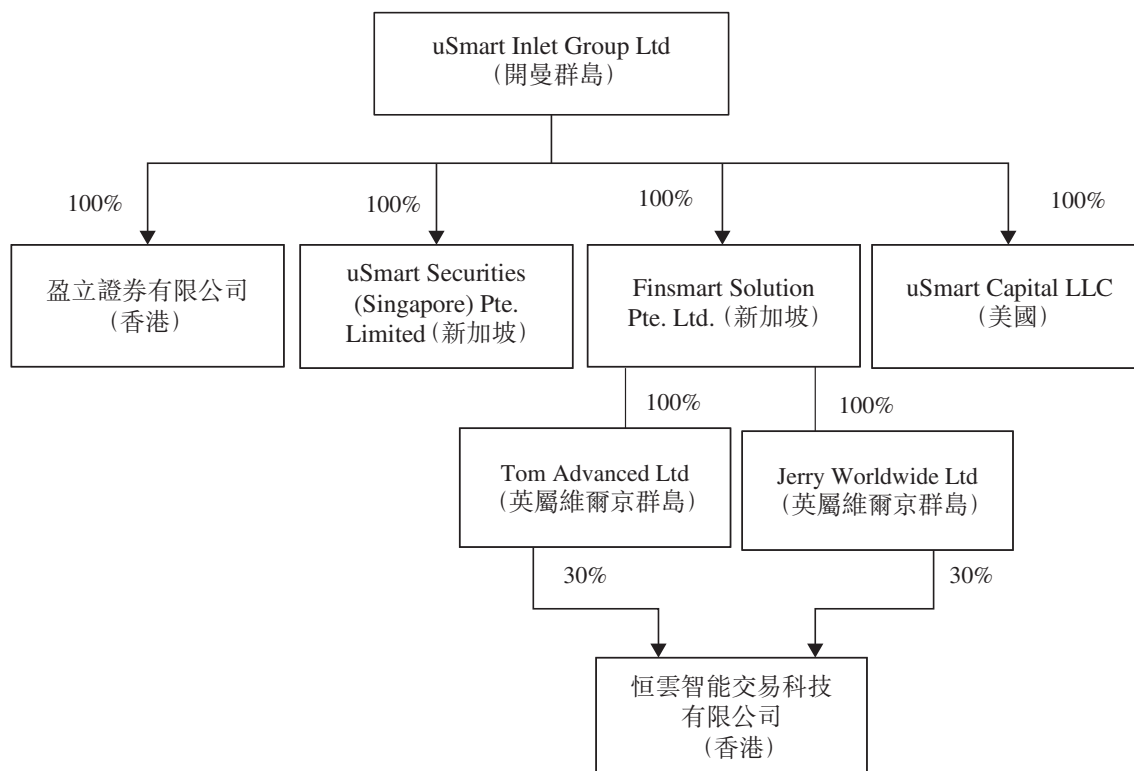 uSmart Inlet Group Ltd
（開曼群島）
100%
100%
100%
100%
盈立證券有限公司
（香港）
uSmart Securities
(Singapore) Pte.
Limited（新加坡）
Finsmart Solution
Pte. Ltd.（新加坡）
uSmart Capital LLC
（美國）
100%
100%
Tom Advanced Ltd
（英屬維爾京群島）
Jerry Worldwide Ltd
（英屬維爾京群島）
30%
30%
恒雲智能交易科技
有限公司
（香港）